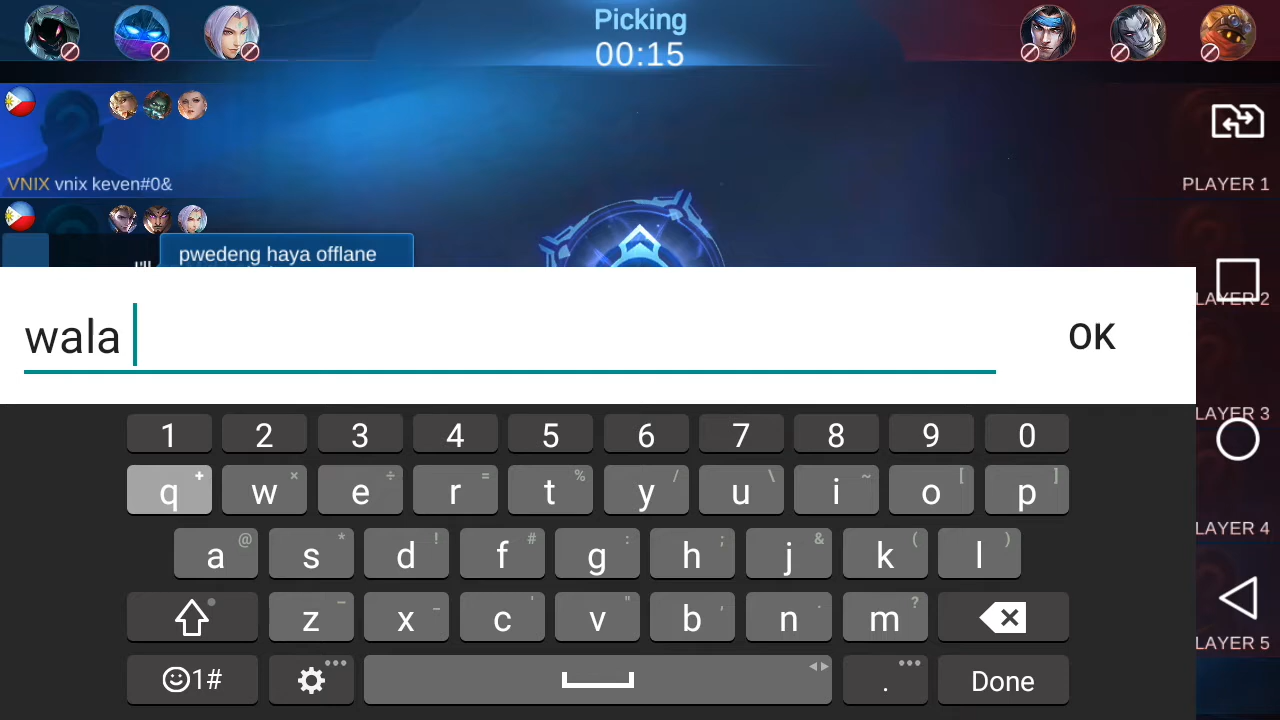 Picking
00:15
VNIX vnix keven#0&
PLAYER 1
pwedeng haya offlane
I'll
LAYER 2
wala
OK
LAYER 3
1 2 3 4 5 6 7 8 9 0
q + w × e ÷ r = t % y / u \ i ~ o [ p ]
LAYER 4
a @ s * d ! f # g : h ; j & k ( l )
z – x _ c ' v " b , n . m ?
LAYER 5
1# . Done